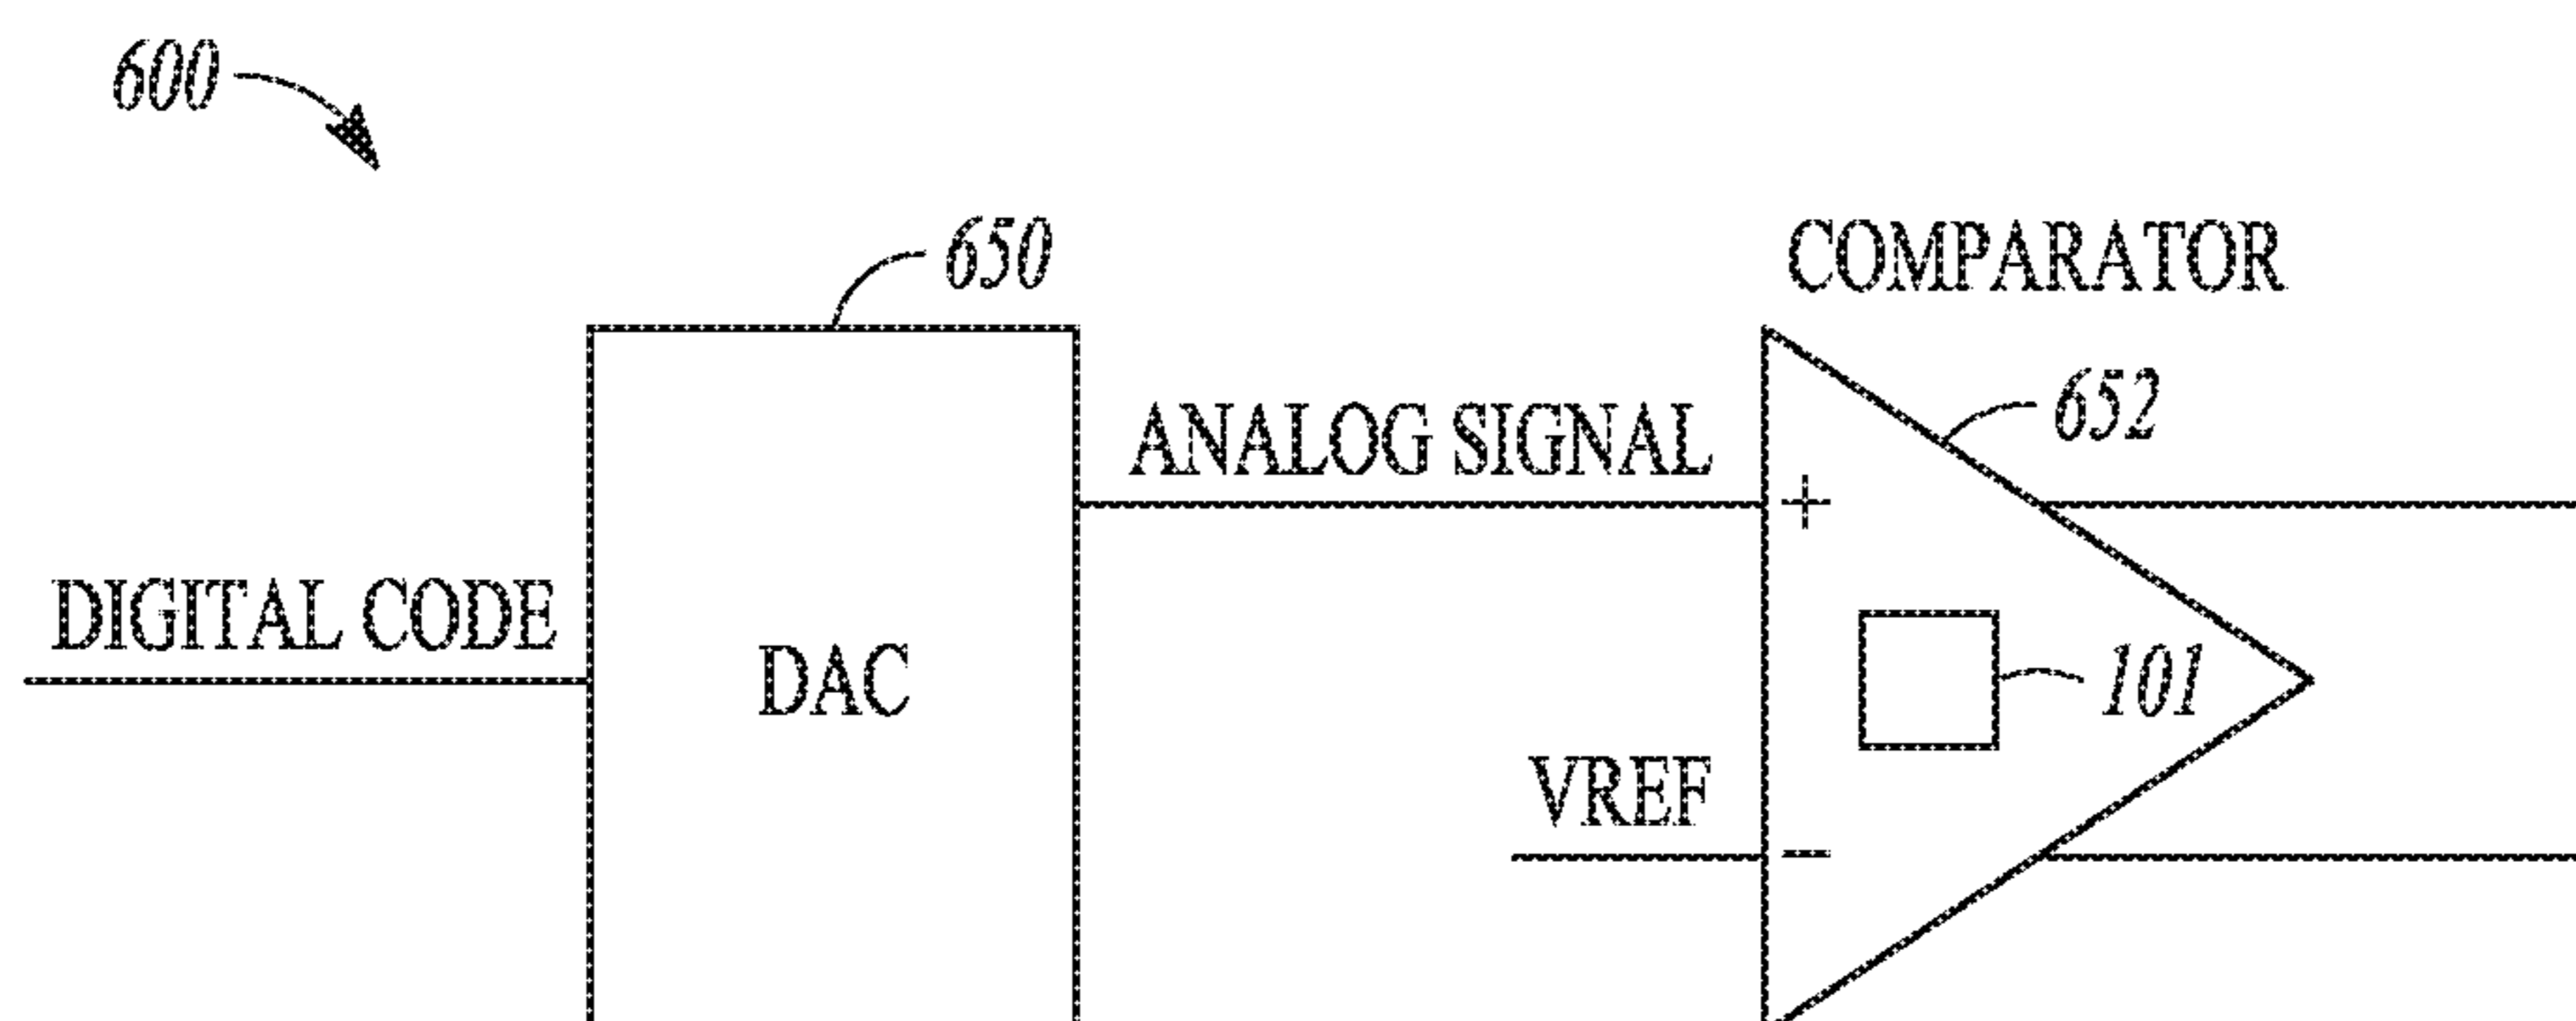 600
650
COMPARATOR
652
ANALOG SIGNAL
+
DIGITAL CODE
DAC
101
VREF
−